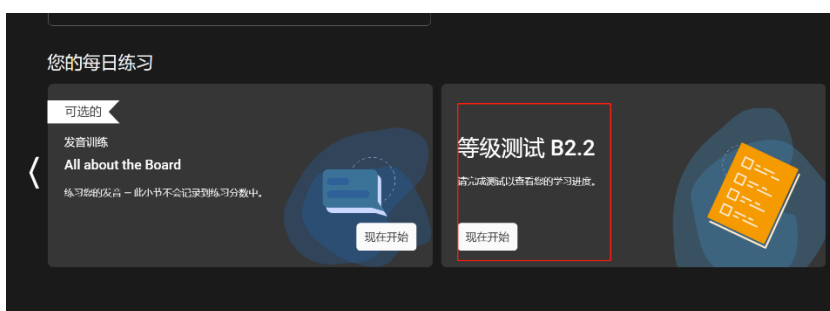 您的每日练习
可选的
发音训练
All about the Board
练习您的发音 – 此小节不会记录到练习分数中。
现在开始
等级测试 B2.2
请完成测试以查看您的学习进度。
现在开始